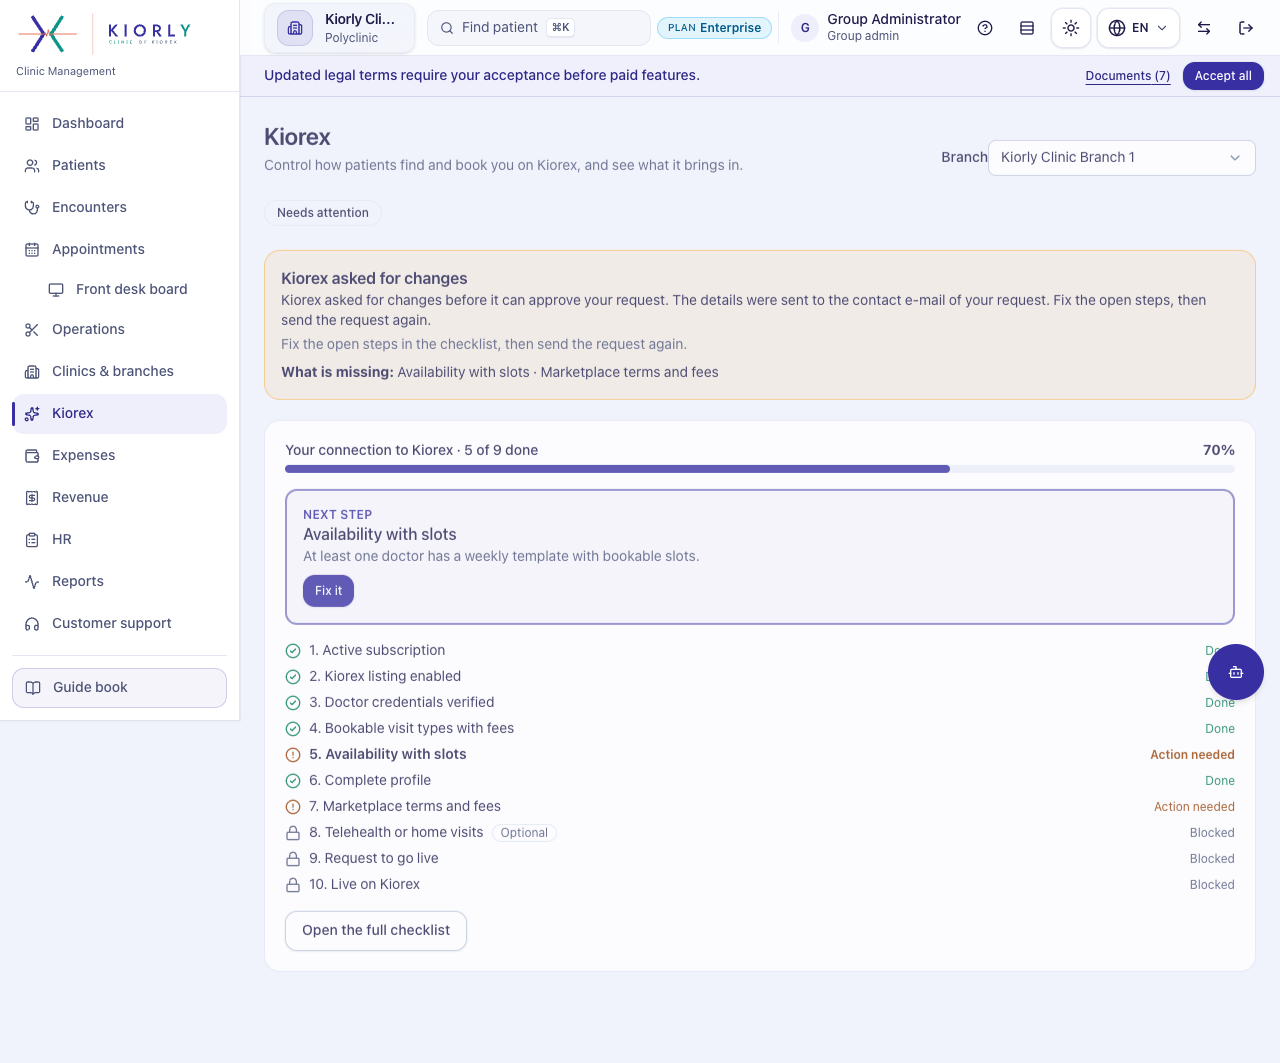 KIORLY
CLINIC OF KIOREX
Clinic Management
Kiorly Cli...
Polyclinic
Find patient ⌘K
PLAN Enterprise
G
Group Administrator
Group admin
EN
Updated legal terms require your acceptance before paid features.
Documents (7)
Accept all
Dashboard
Patients
Encounters
Appointments
Front desk board
Operations
Clinics & branches
Kiorex
Expenses
Revenue
HR
Reports
Customer support
Guide book
Kiorex
Control how patients find and book you on Kiorex, and see what it brings in.
Branch
Kiorly Clinic Branch 1
Needs attention
Kiorex asked for changes
Kiorex asked for changes before it can approve your request. The details were sent to the contact e-mail of your request. Fix the open steps, then
send the request again.
Fix the open steps in the checklist, then send the request again.
What is missing: Availability with slots · Marketplace terms and fees
Your connection to Kiorex · 5 of 9 done
70%
NEXT STEP
Availability with slots
At least one doctor has a weekly template with bookable slots.
Fix it
1. Active subscription
2. Kiorex listing enabled
3. Doctor credentials verified Done
4. Bookable visit types with fees Done
5. Availability with slots Action needed
6. Complete profile Done
7. Marketplace terms and fees Action needed
8. Telehealth or home visits Optional Blocked
9. Request to go live Blocked
10. Live on Kiorex Blocked
Open the full checklist